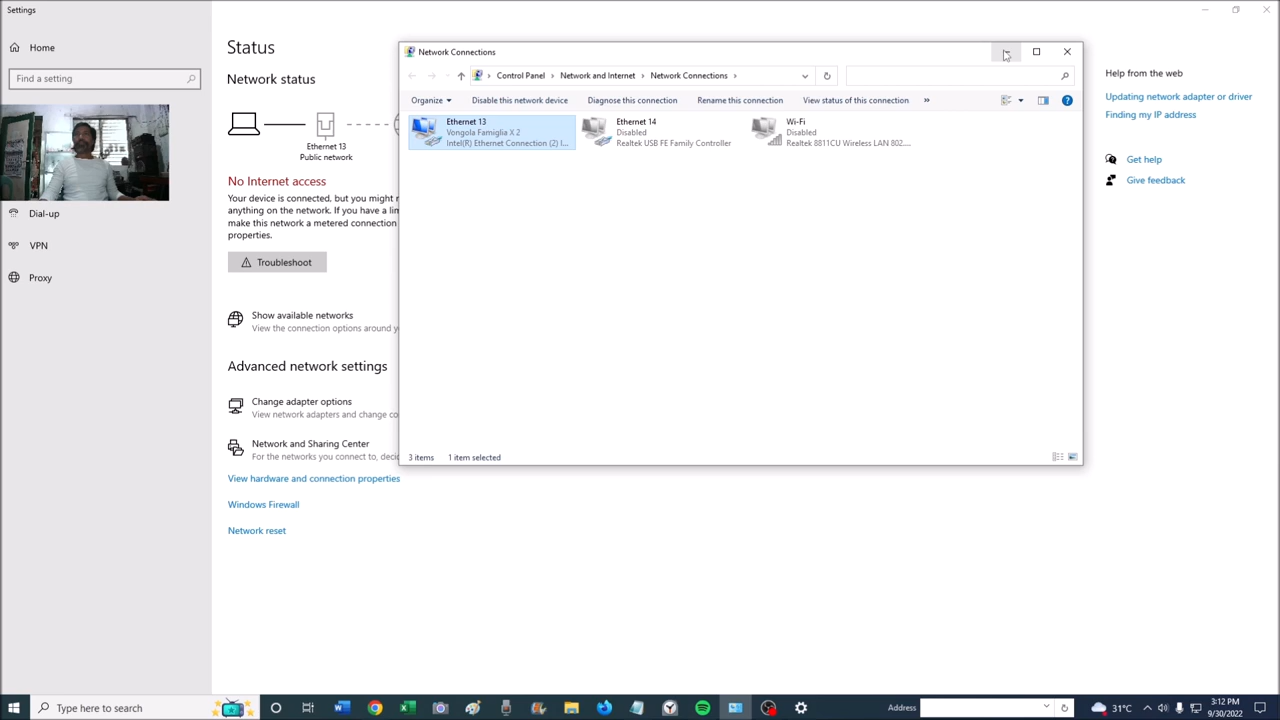 Settings
Home
Find a setting
Dial-up
VPN
Proxy
Status
Network status
Ethernet 13
Public network
No Internet access
Your device is connected, but you might n
anything on the network. If you have a lim
make this network a metered connection
properties.
Troubleshoot
Show available networks
View the connection options around y
Advanced network settings
Change adapter options
View network adapters and change co
Network and Sharing Center
For the networks you connect to, decid
View hardware and connection properties
Windows Firewall
Network reset
Network Connections
Control Panel > Network and Internet > Network Connections >
Organize Disable this network device Diagnose this connection Rename this connection View status of this connection »
Ethernet 13
Vongola Famiglia X 2
Intel(R) Ethernet Connection (2) I...
Ethernet 14
Disabled
Realtek USB FE Family Controller
Wi-Fi
Disabled
Realtek 8811CU Wireless LAN 802....
3 items 1 item selected
Help from the web
Updating network adapter or driver
Finding my IP address
Get help
Give feedback
Type here to search
Address
31°C
3:12 PM
9/30/2022